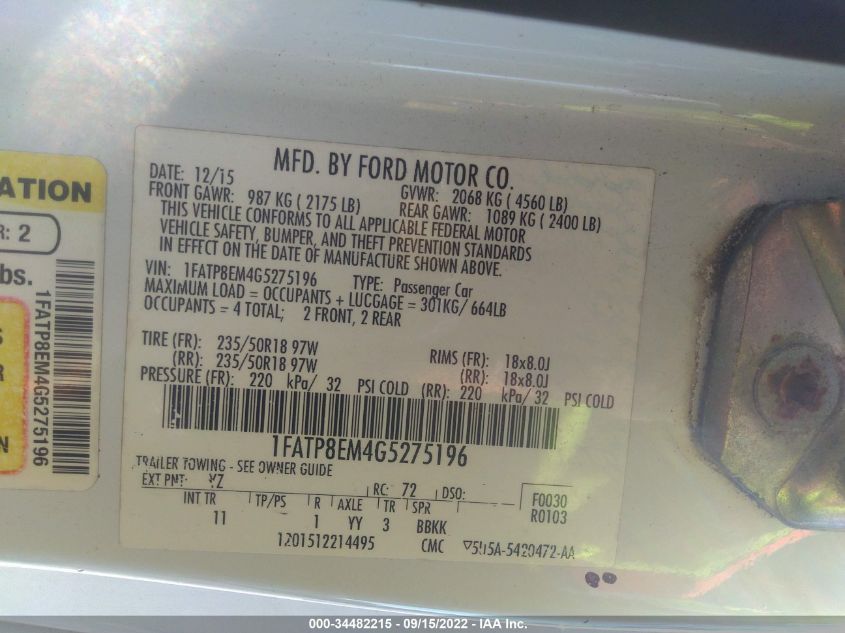 MFD. BY FORD MOTOR CO.
DATE: 12/15 GVWR: 2068 KG ( 4560 LB)
FRONT GAWR: 987 KG ( 2175 LB) REAR GAWR: 1089 KG ( 2400 LB)
THIS VEHICLE CONFORMS TO ALL APPLICABLE FEDERAL MOTOR
VEHICLE SAFETY, BUMPER, AND THEFT PREVENTION STANDARDS
IN EFFECT ON THE DATE OF MANUFACTURE SHOWN ABOVE.
VIN: 1FATP8EM4G5275196 TYPE: Passenger Car
MAXIMUM LOAD = OCCUPANTS + LUGGAGE = 301KG/ 664LB
OCCUPANTS = 4 TOTAL; 2 FRONT, 2 REAR
TIRE (FR): 235/50R18 97W RIMS (FR): 18x8.0J
(RR): 235/50R18 97W (RR): 18x8.0J
PRESSURE (FR): 220 kPa/ 32 PSI COLD (RR): 220 kPa/ 32 PSI COLD
1FATP8EM4G5275196
TRAILER TOWING - SEE OWNER GUIDE
EXT PNT: YZ RC: 72 DSO: F0030
INT TR TP/PS R AXLE TR SPR R0103
11 1 YY 3 BBKK
1201512214495 CMC
ATION
R: 2
bs.
1FATP8EM4G5275196
S
R
N
000-34482215 - 09/15/2022 - IAA Inc.